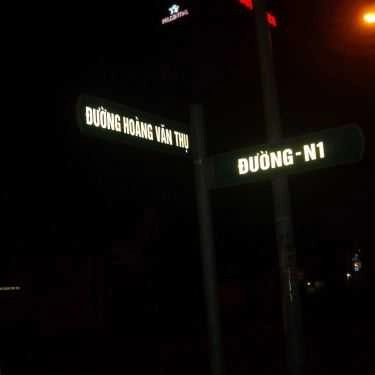 ĐƯỜNG HOÀNG VĂN THỤ
ĐƯỜNG - N1